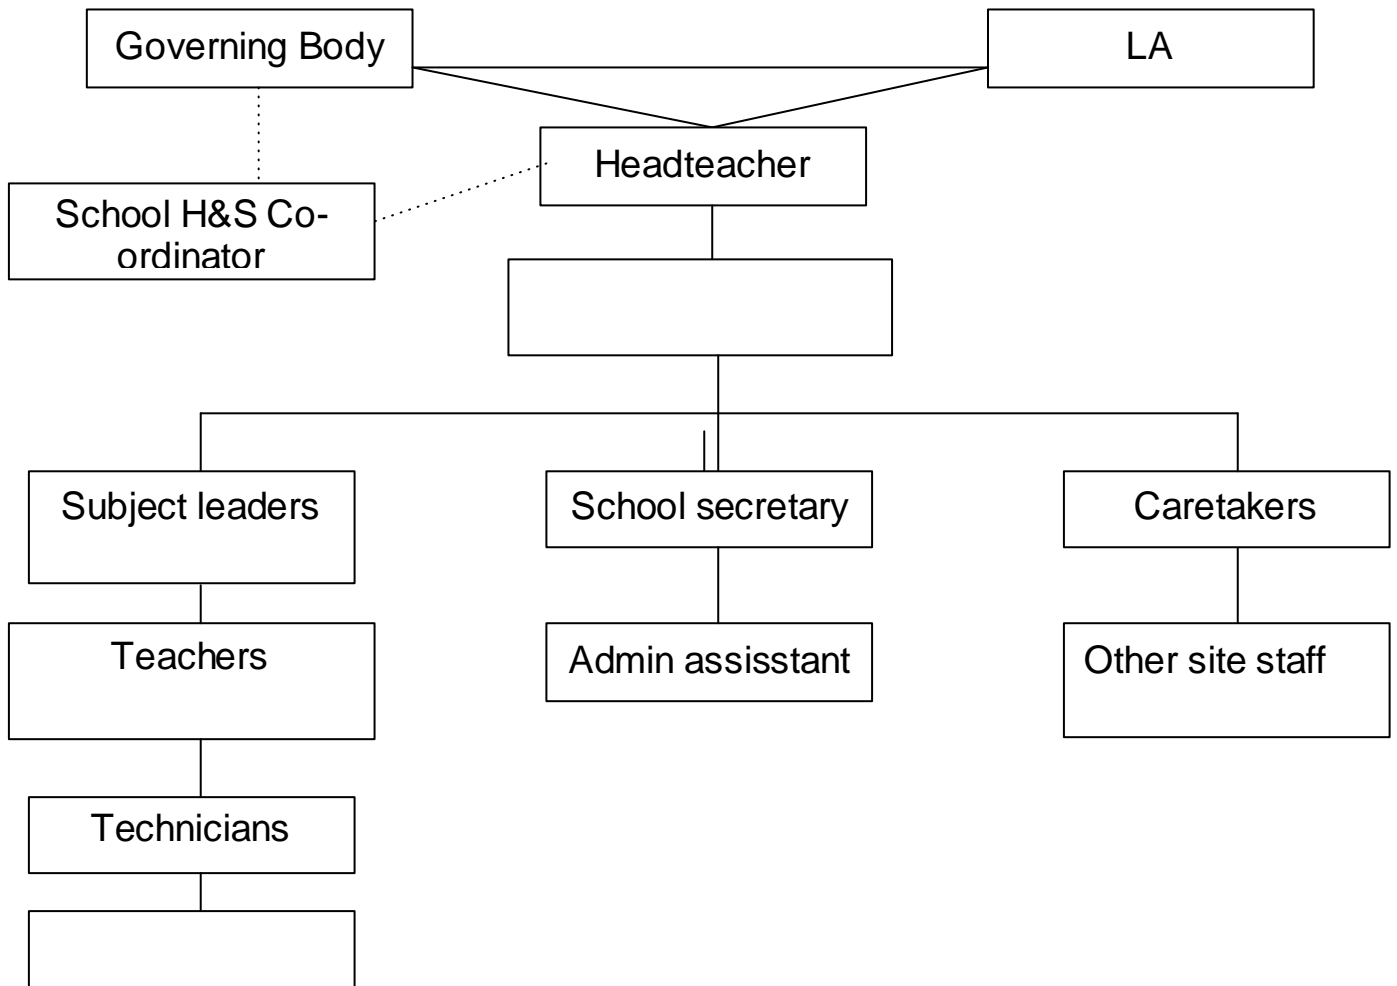 Governing Body
LA
Headteacher
School H&S Co-
ordinator
Subject leaders
School secretary
Caretakers
Teachers
Admin assisstant
Other site staff
Technicians